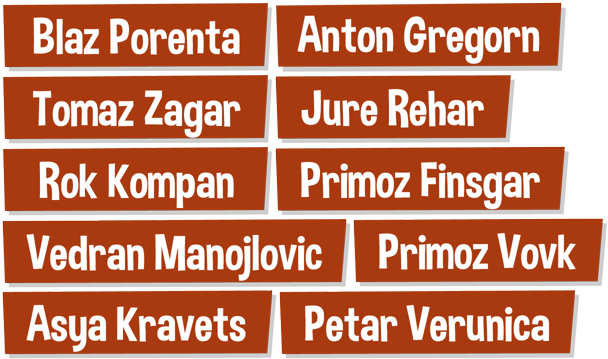 Blaz Porenta Anton Gregorn
Tomaz Zagar Jure Rehar
Rok Kompan Primoz Finsgar
Vedran Manojlovic Primoz Vovk
Asya Kravets Petar Verunica